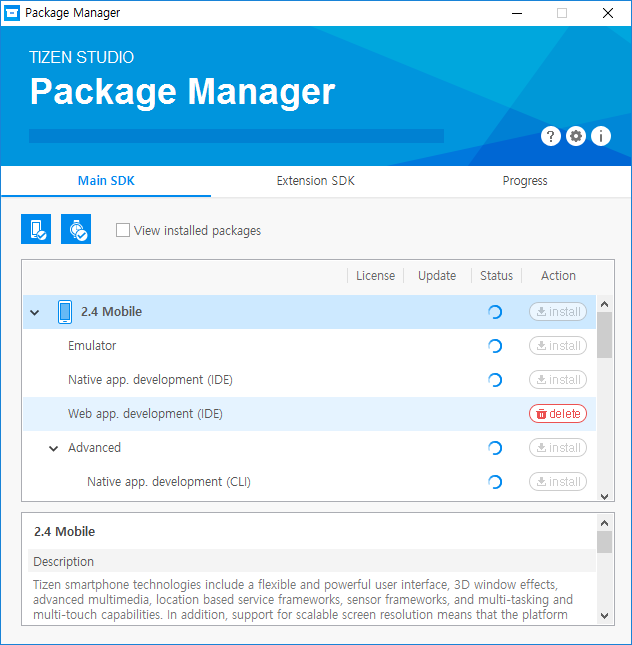 Package Manager
TIZEN STUDIO
Package Manager
?
i
Main SDK
Extension SDK
Progress
View installed packages
License
Update
Status
Action
2.4 Mobile
install
Emulator
install
Native app. development (IDE)
install
Web app. development (IDE)
delete
Advanced
install
Native app. development (CLI)
install
2.4 Mobile
Description
Tizen smartphone technologies include a flexible and powerful user interface, 3D window effects,
advanced multimedia, location based service frameworks, sensor frameworks, and multi-tasking and
multi-touch capabilities. In addition, support for scalable screen resolution means that the platform